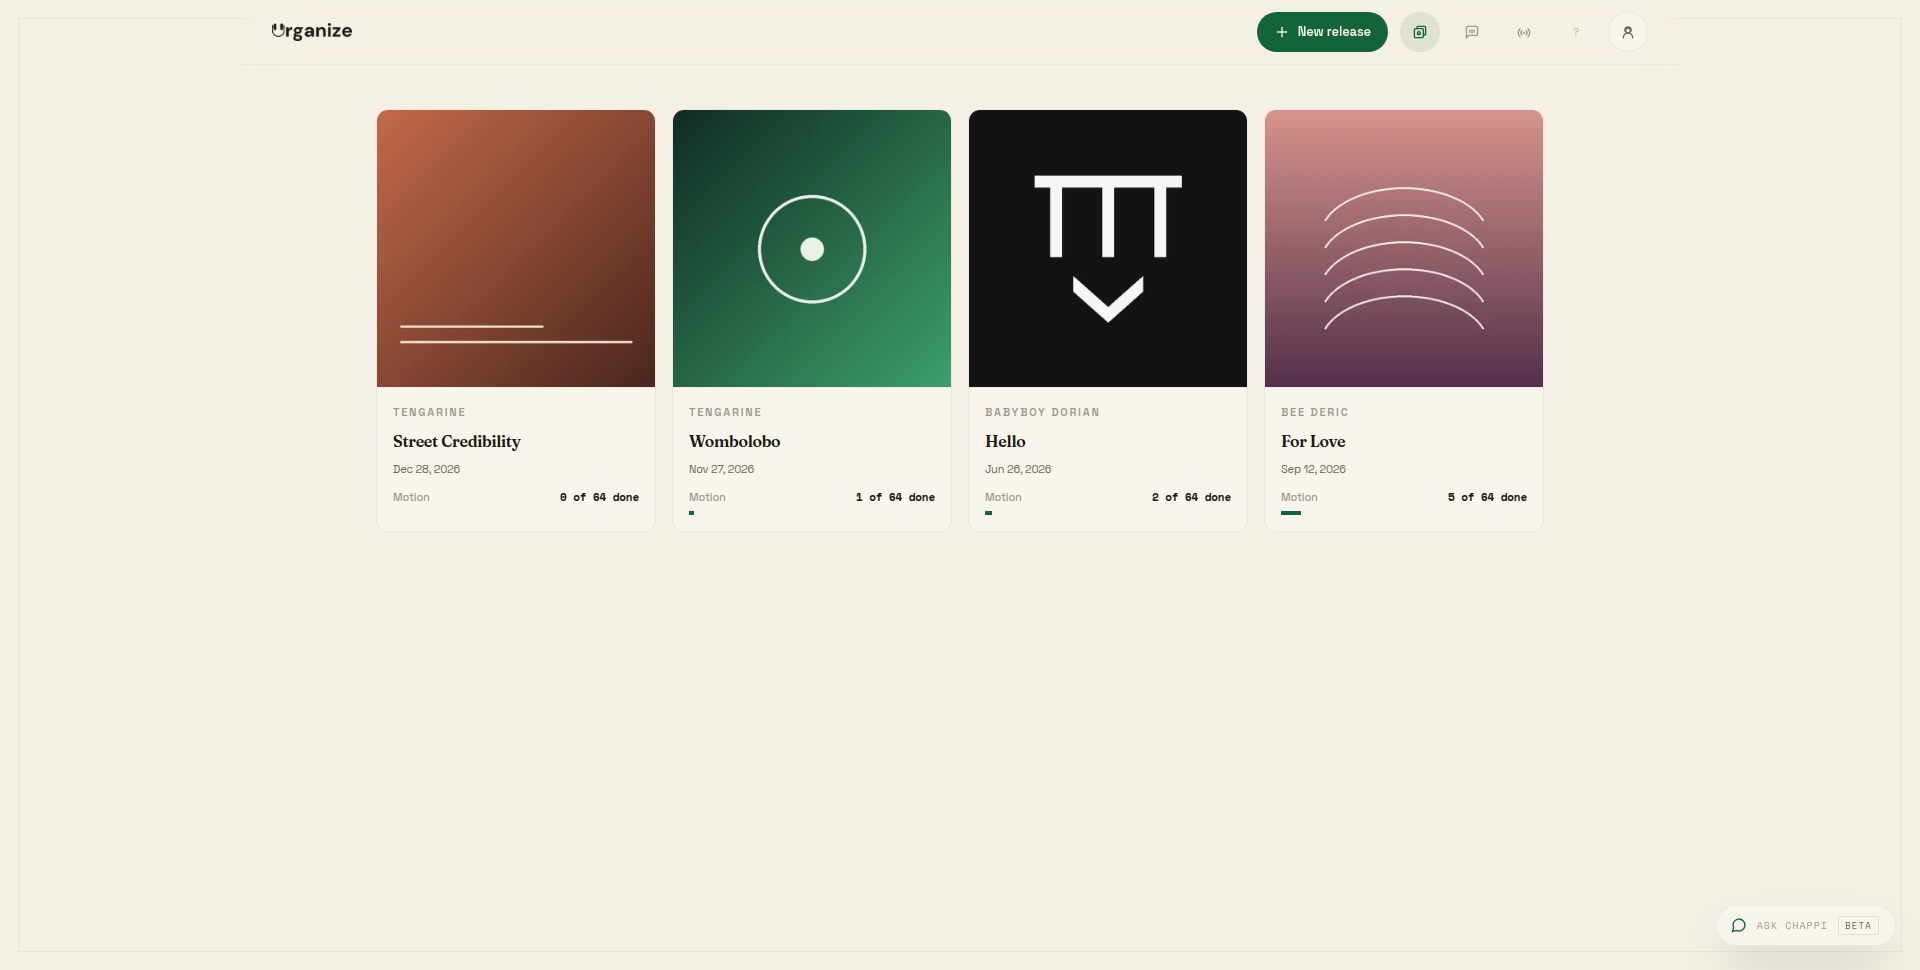 Urganize
New release
?
TENGARINE
Street Credibility
Dec 28, 2026
Motion
0 of 64 done
TENGARINE
Wombolobo
Nov 27, 2026
Motion
1 of 64 done
BABYBOY DORIAN
Hello
Jun 26, 2026
Motion
2 of 64 done
BEE DERIC
For Love
Sep 12, 2026
Motion
5 of 64 done
ASK CHAPPI BETA